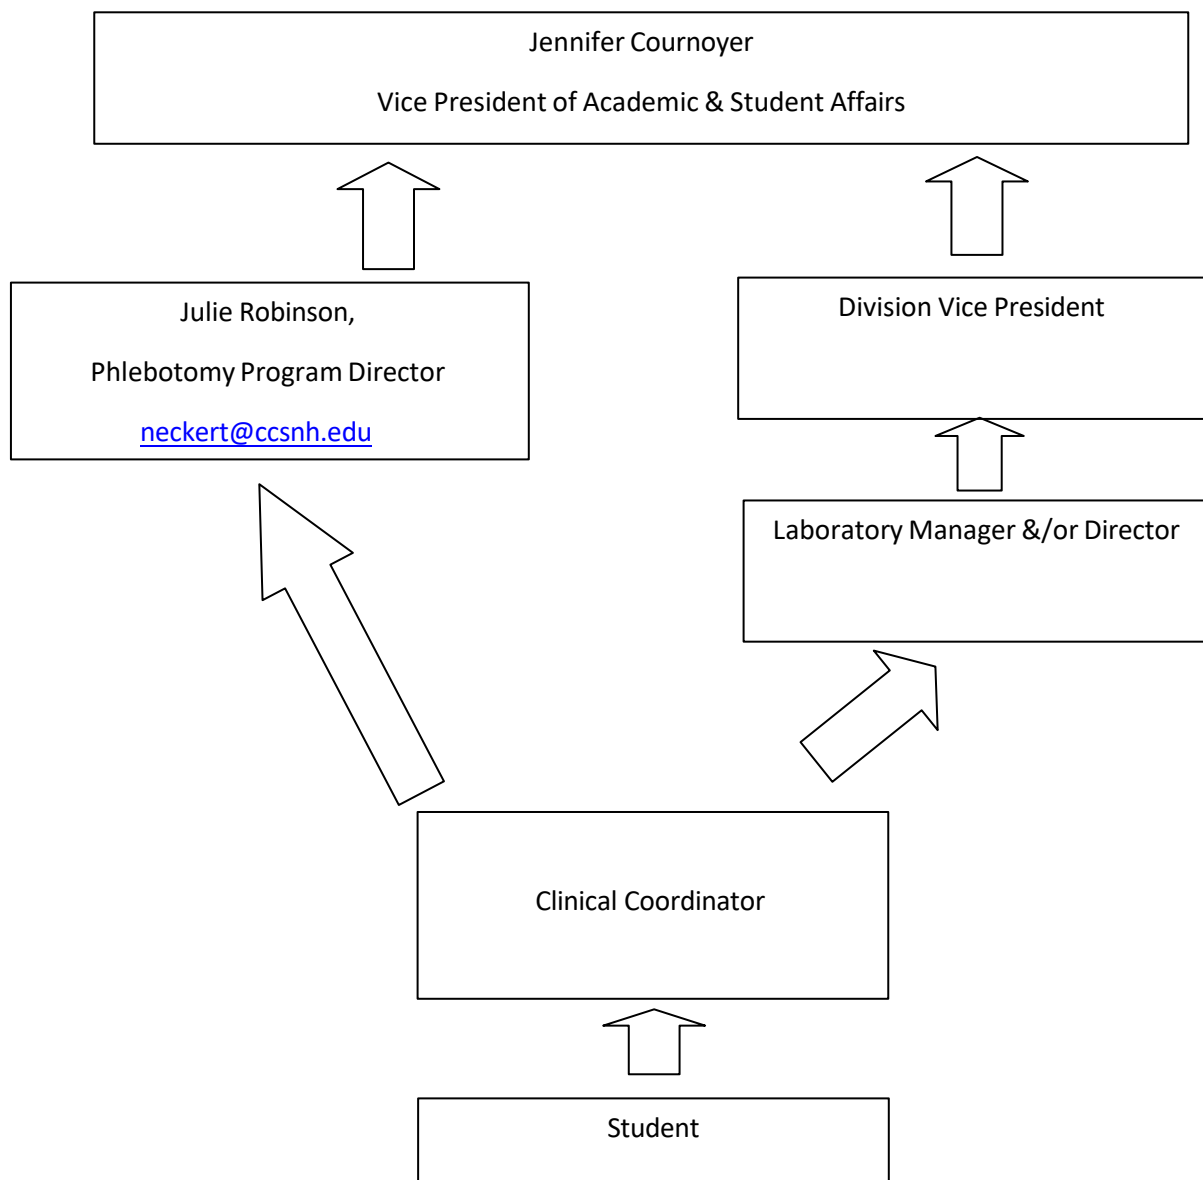 Jennifer Cournoyer
Vice President of Academic & Student Affairs
Julie Robinson,
Phlebotomy Program Director
neckert@ccsnh.edu
Division Vice President
Laboratory Manager &/or Director
Clinical Coordinator
Student